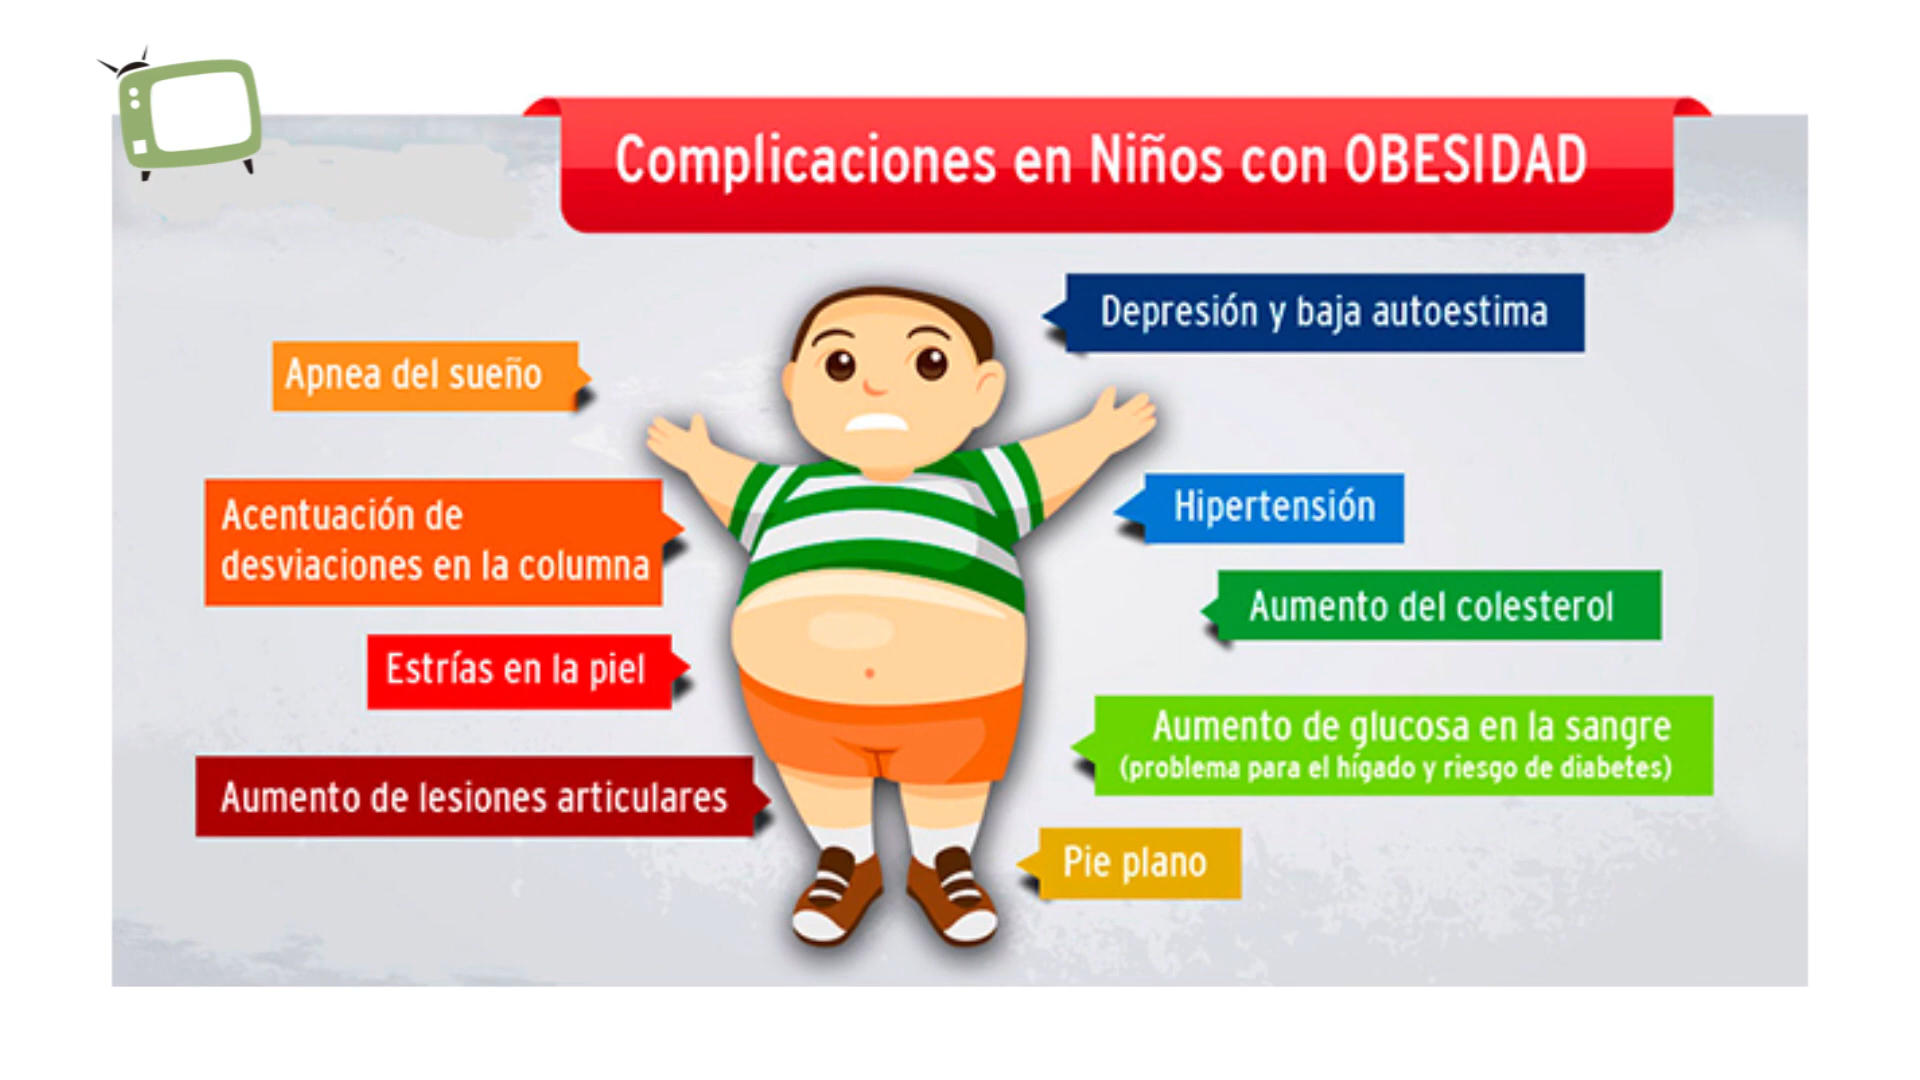 Complicaciones en Niños con OBESIDAD
Depresión y baja autoestima
Apnea del sueño
Hipertensión
Acentuación de
desviaciones en la columna
Aumento del colesterol
Estrías en la piel
Aumento de glucosa en la sangre
(problema para el hígado y riesgo de diabetes)
Aumento de lesiones articulares
Pie plano